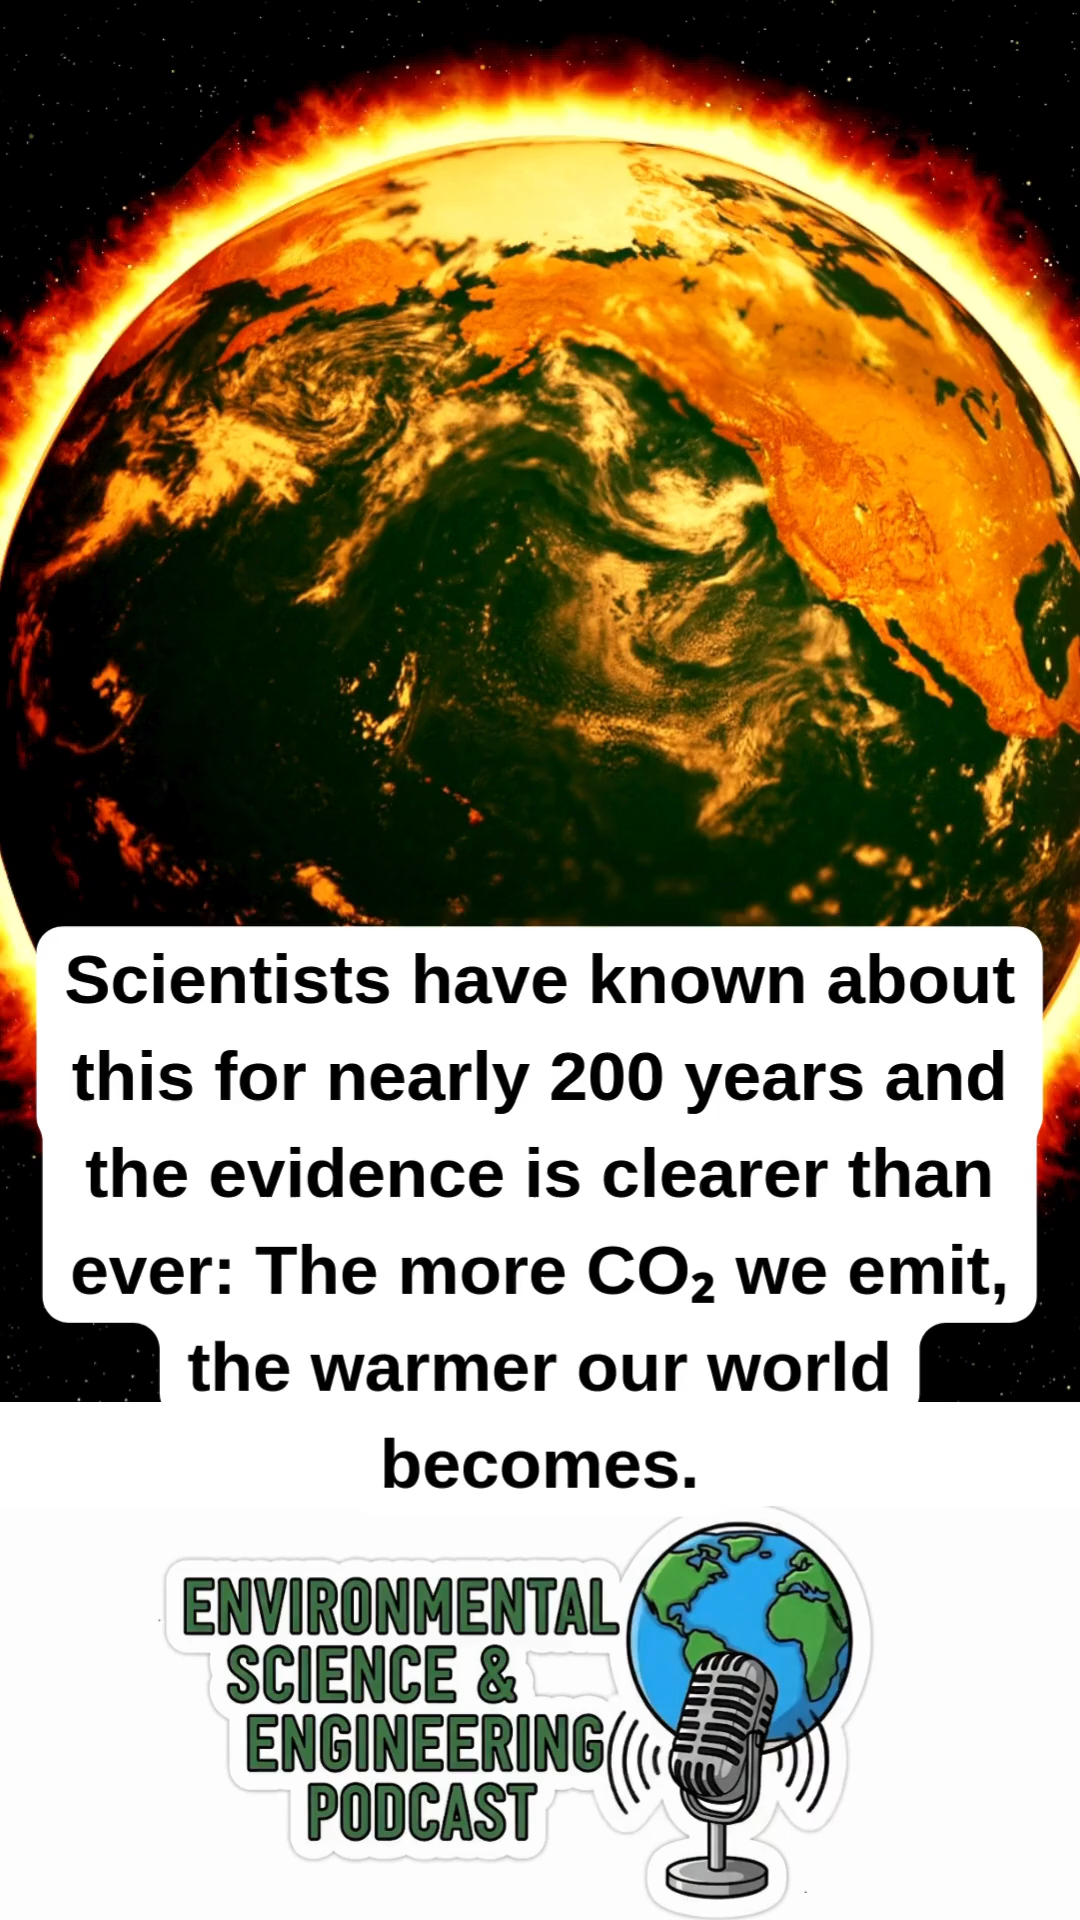 Scientists have known about
this for nearly 200 years and
the evidence is clearer than
ever: The more CO₂ we emit,
the warmer our world
becomes.
ENVIRONMENTAL
SCIENCE &
ENGINEERING
PODCAST